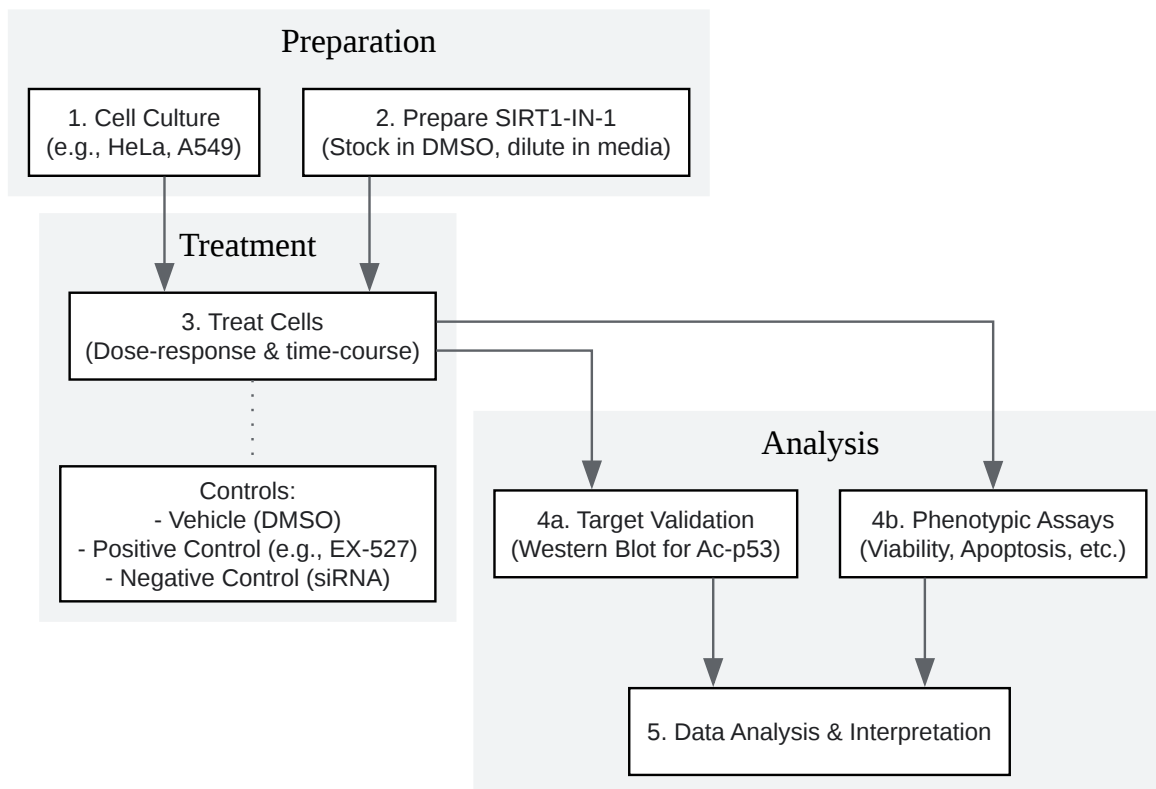 Preparation
1. Cell Culture
(e.g., HeLa, A549)
2. Prepare SIRT1-IN-1
(Stock in DMSO, dilute in media)
Treatment
3. Treat Cells
(Dose-response & time-course)
Controls:
- Vehicle (DMSO)
- Positive Control (e.g., EX-527)
- Negative Control (siRNA)
Analysis
4a. Target Validation
(Western Blot for Ac-p53)
4b. Phenotypic Assays
(Viability, Apoptosis, etc.)
5. Data Analysis & Interpretation